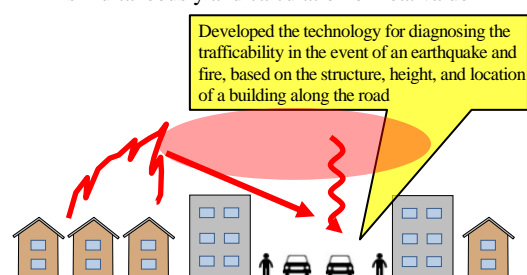 Developed the technology for diagnosing the
trafficability in the event of an earthquake and
fire, based on the structure, height, and location
of a building along the road